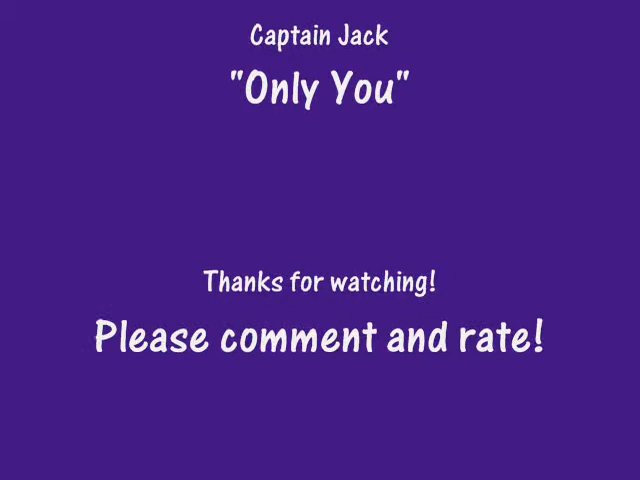 Captain Jack
"Only You"
Thanks for watching!
Please comment and rate!